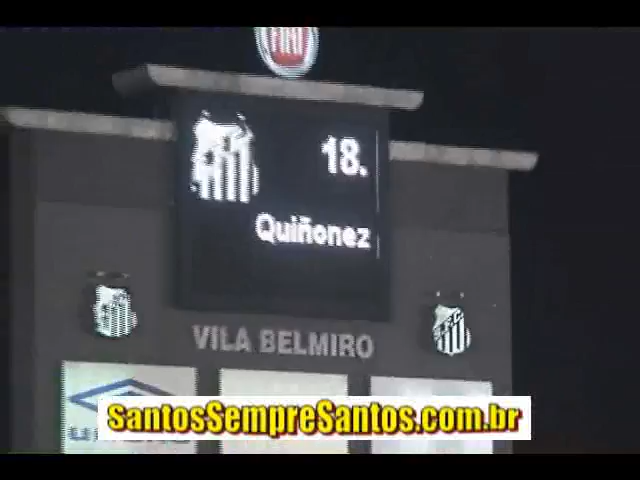 FIAT
18.
Quiñonez
VILA BELMIRO
SantosSempreSantos.com.br